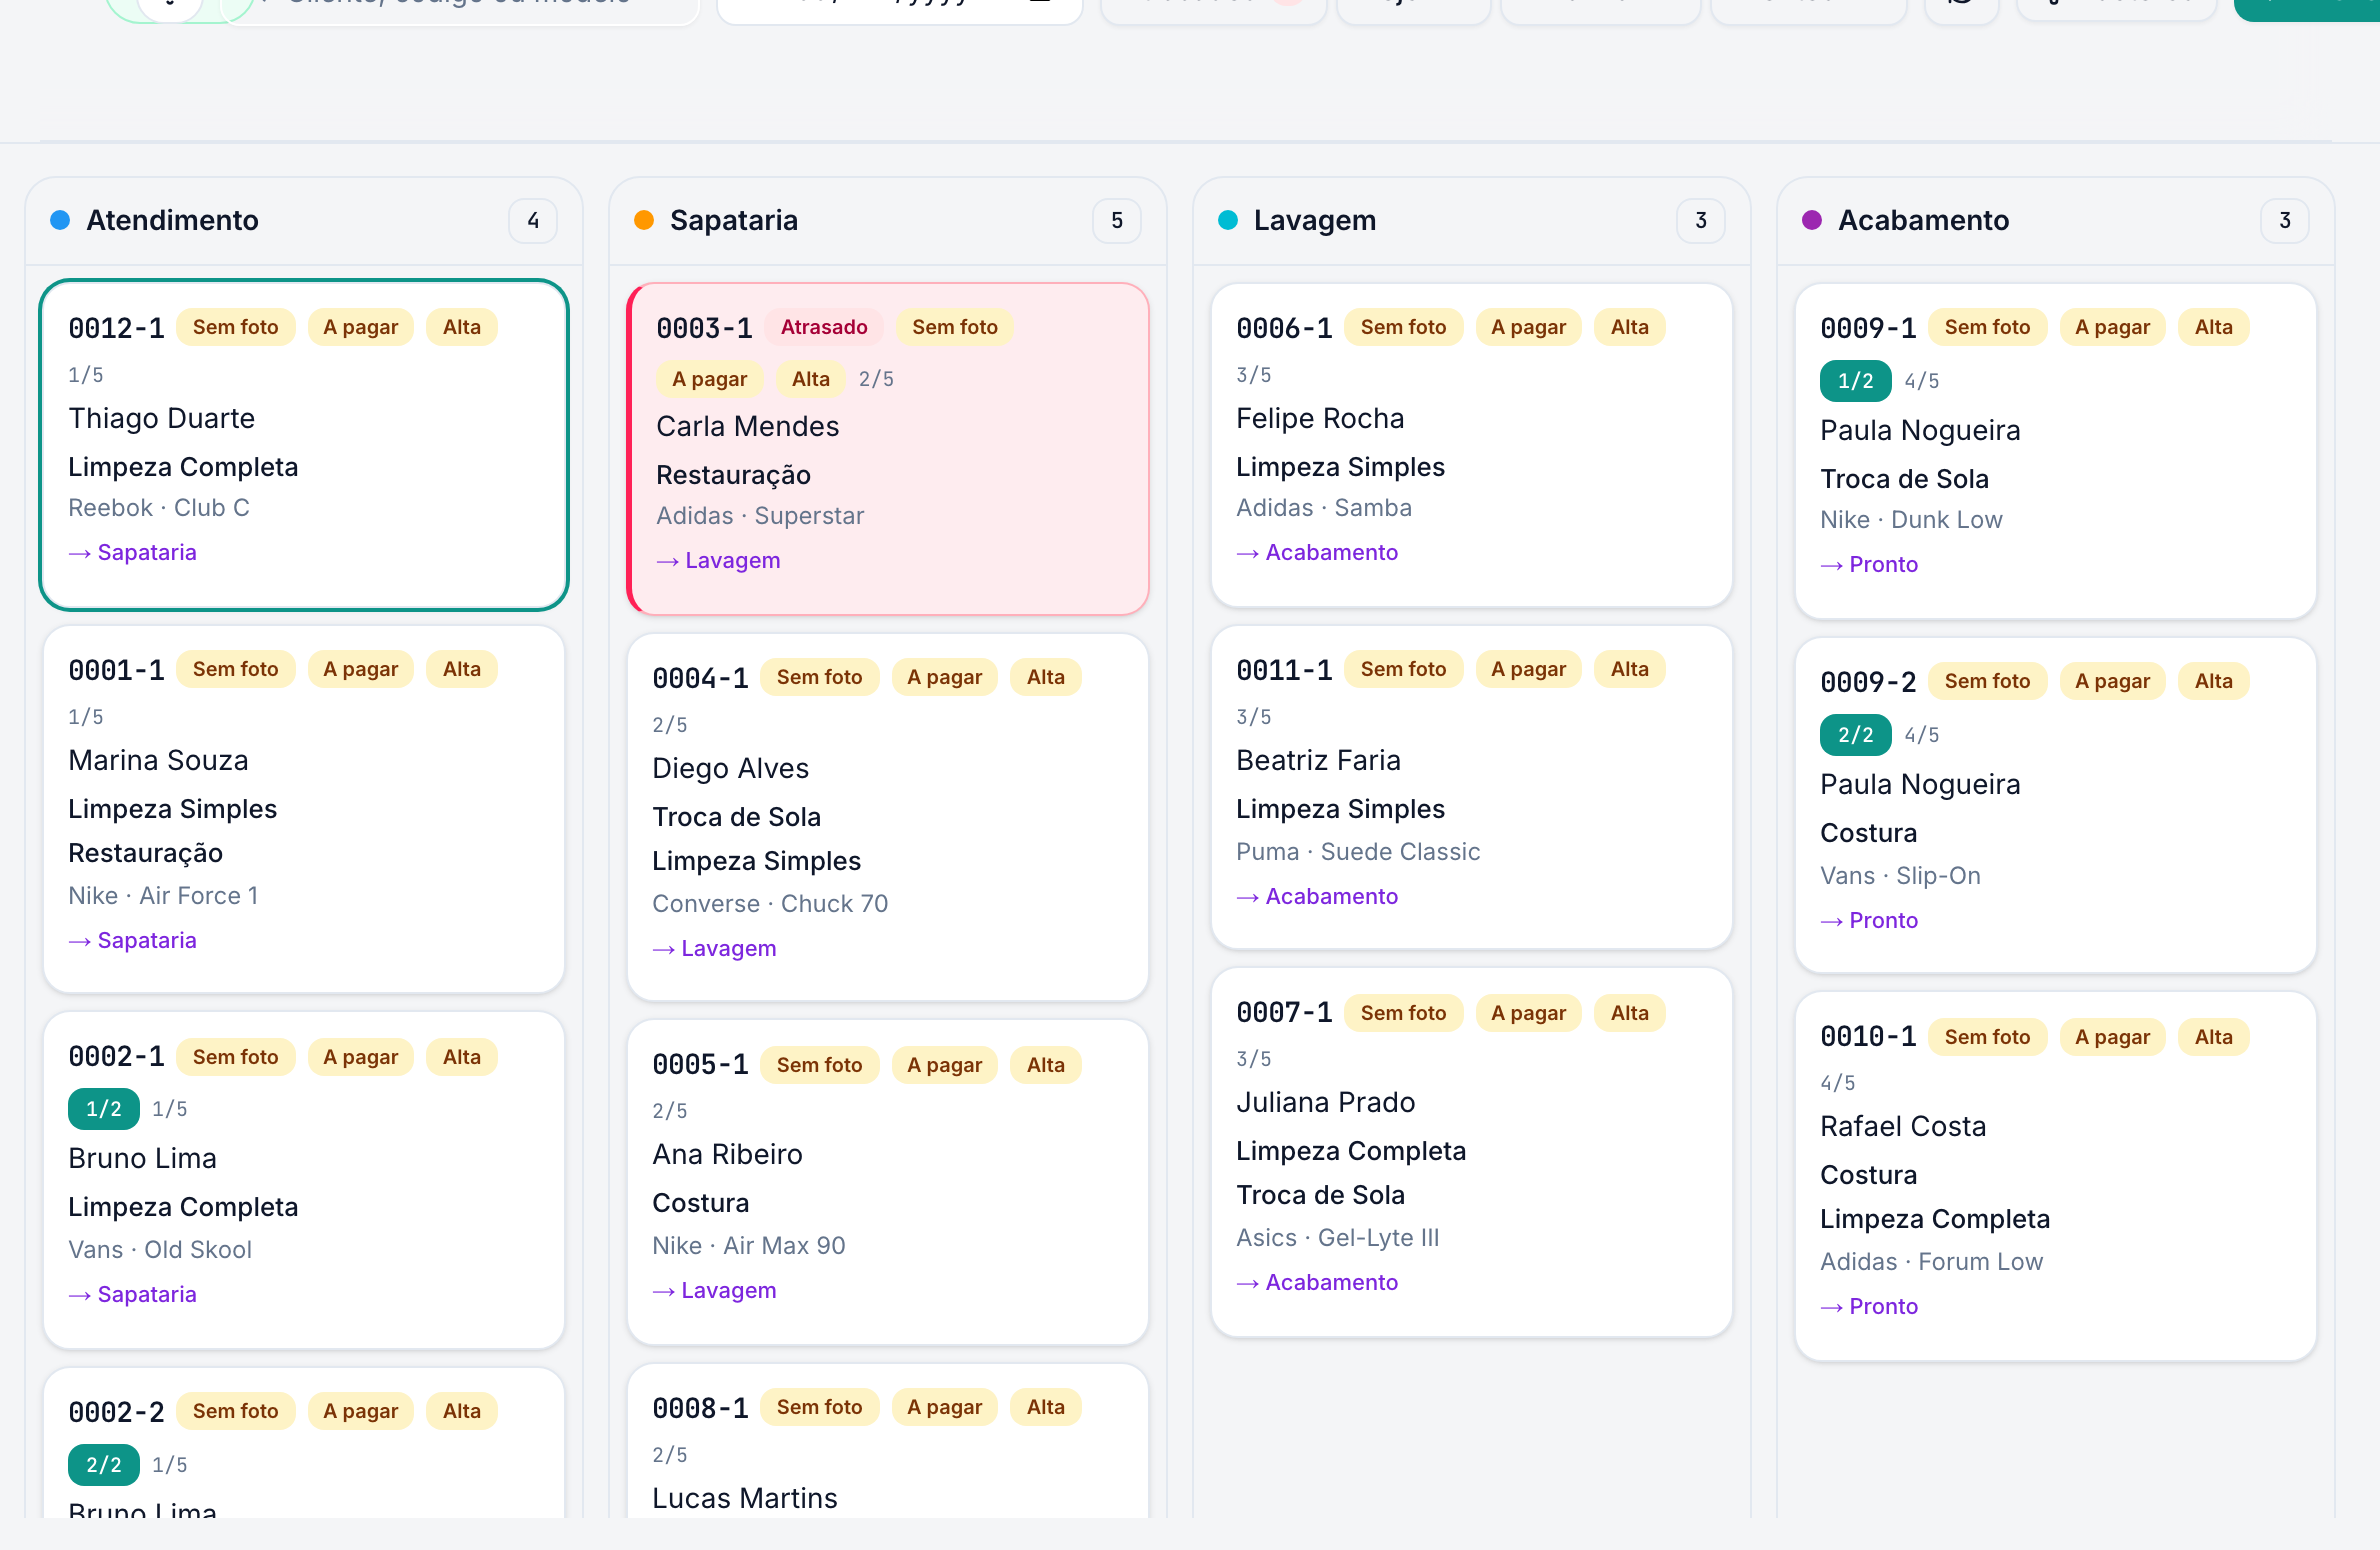 Atendimento 4
0012-1 Sem foto A pagar Alta
1/5
Thiago Duarte
Limpeza Completa
Reebok · Club C
→ Sapataria
0001-1 Sem foto A pagar Alta
1/5
Marina Souza
Limpeza Simples
Restauração
Nike · Air Force 1
→ Sapataria
0002-1 Sem foto A pagar Alta
1/2 1/5
Bruno Lima
Limpeza Completa
Vans · Old Skool
→ Sapataria
0002-2 Sem foto A pagar Alta
2/2 1/5
Bruno Lima
Sapataria 5
0003-1 Atrasado Sem foto
A pagar Alta 2/5
Carla Mendes
Restauração
Adidas · Superstar
→ Lavagem
0004-1 Sem foto A pagar Alta
2/5
Diego Alves
Troca de Sola
Limpeza Simples
Converse · Chuck 70
→ Lavagem
0005-1 Sem foto A pagar Alta
2/5
Ana Ribeiro
Costura
Nike · Air Max 90
→ Lavagem
0008-1 Sem foto A pagar Alta
2/5
Lucas Martins
Lavagem 3
0006-1 Sem foto A pagar Alta
3/5
Felipe Rocha
Limpeza Simples
Adidas · Samba
→ Acabamento
0011-1 Sem foto A pagar Alta
3/5
Beatriz Faria
Limpeza Simples
Puma · Suede Classic
→ Acabamento
0007-1 Sem foto A pagar Alta
3/5
Juliana Prado
Limpeza Completa
Troca de Sola
Asics · Gel-Lyte III
→ Acabamento
Acabamento 3
0009-1 Sem foto A pagar Alta
1/2 4/5
Paula Nogueira
Troca de Sola
Nike · Dunk Low
→ Pronto
0009-2 Sem foto A pagar Alta
2/2 4/5
Paula Nogueira
Costura
Vans · Slip-On
→ Pronto
0010-1 Sem foto A pagar Alta
4/5
Rafael Costa
Costura
Limpeza Completa
Adidas · Forum Low
→ Pronto